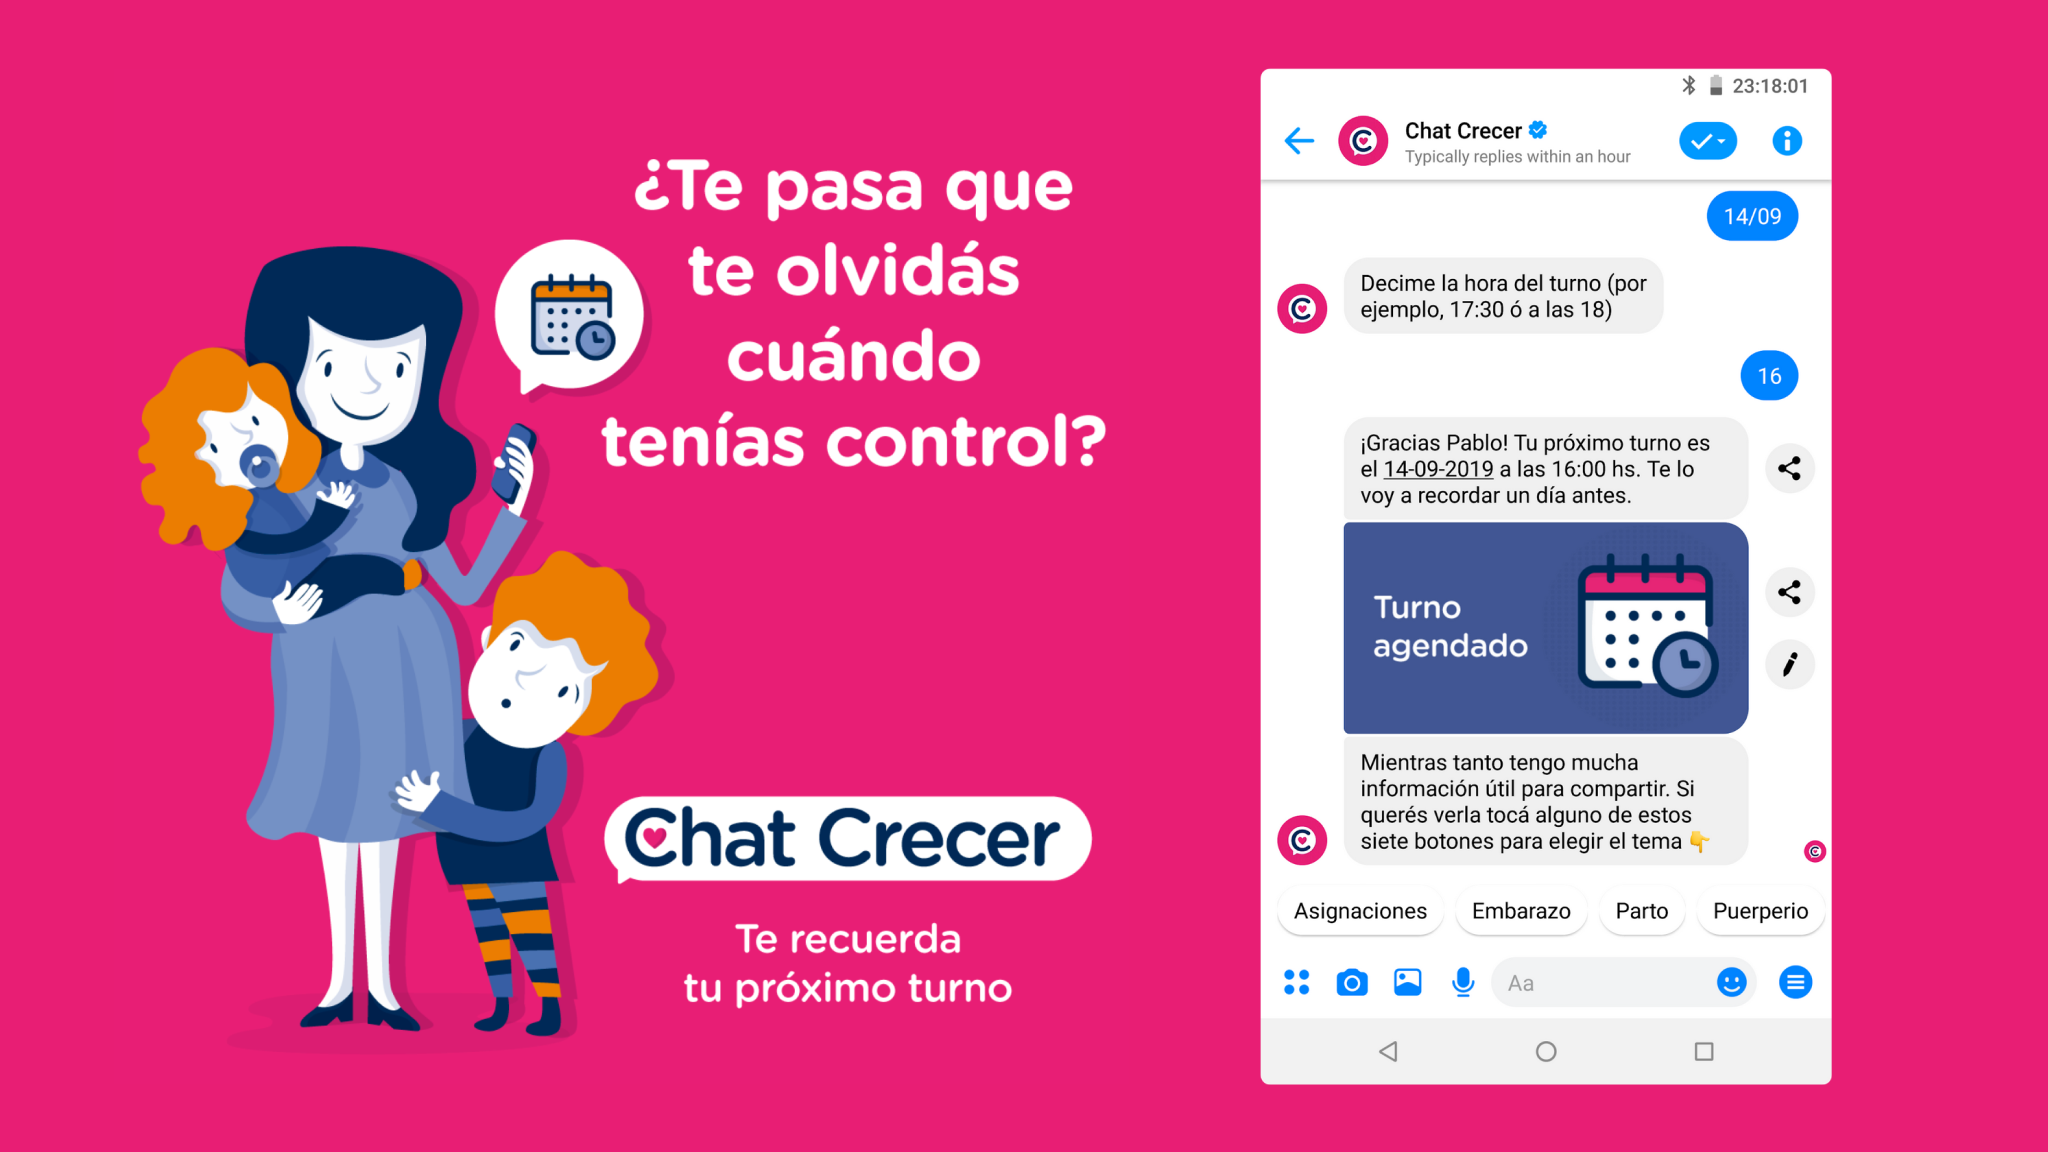 ¿Te pasa que
te olvidás
cuándo
tenías control?
Chat Crecer
Te recuerda
tu próximo turno
23:18:01
Chat Crecer
Typically replies within an hour
14/09
Decime la hora del turno (por
ejemplo, 17:30 ó a las 18)
16
¡Gracias Pablo! Tu próximo turno es
el 14-09-2019 a las 16:00 hs. Te lo
voy a recordar un día antes.
Turno
agendado
Mientras tanto tengo mucha
información útil para compartir. Si
querés verla tocá alguno de estos
siete botones para elegir el tema 👇
Asignaciones
Embarazo
Parto
Puerperio
Aa